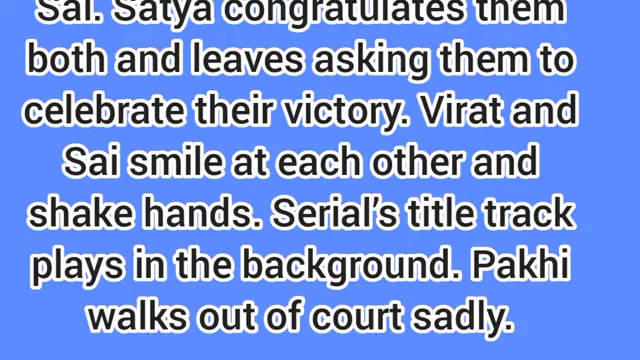 Sai. Satya congratulates them
both and leaves asking them to
celebrate their victory. Virat and
Sai smile at each other and
shake hands. Serial’s title track
plays in the background. Pakhi
walks out of court sadly.